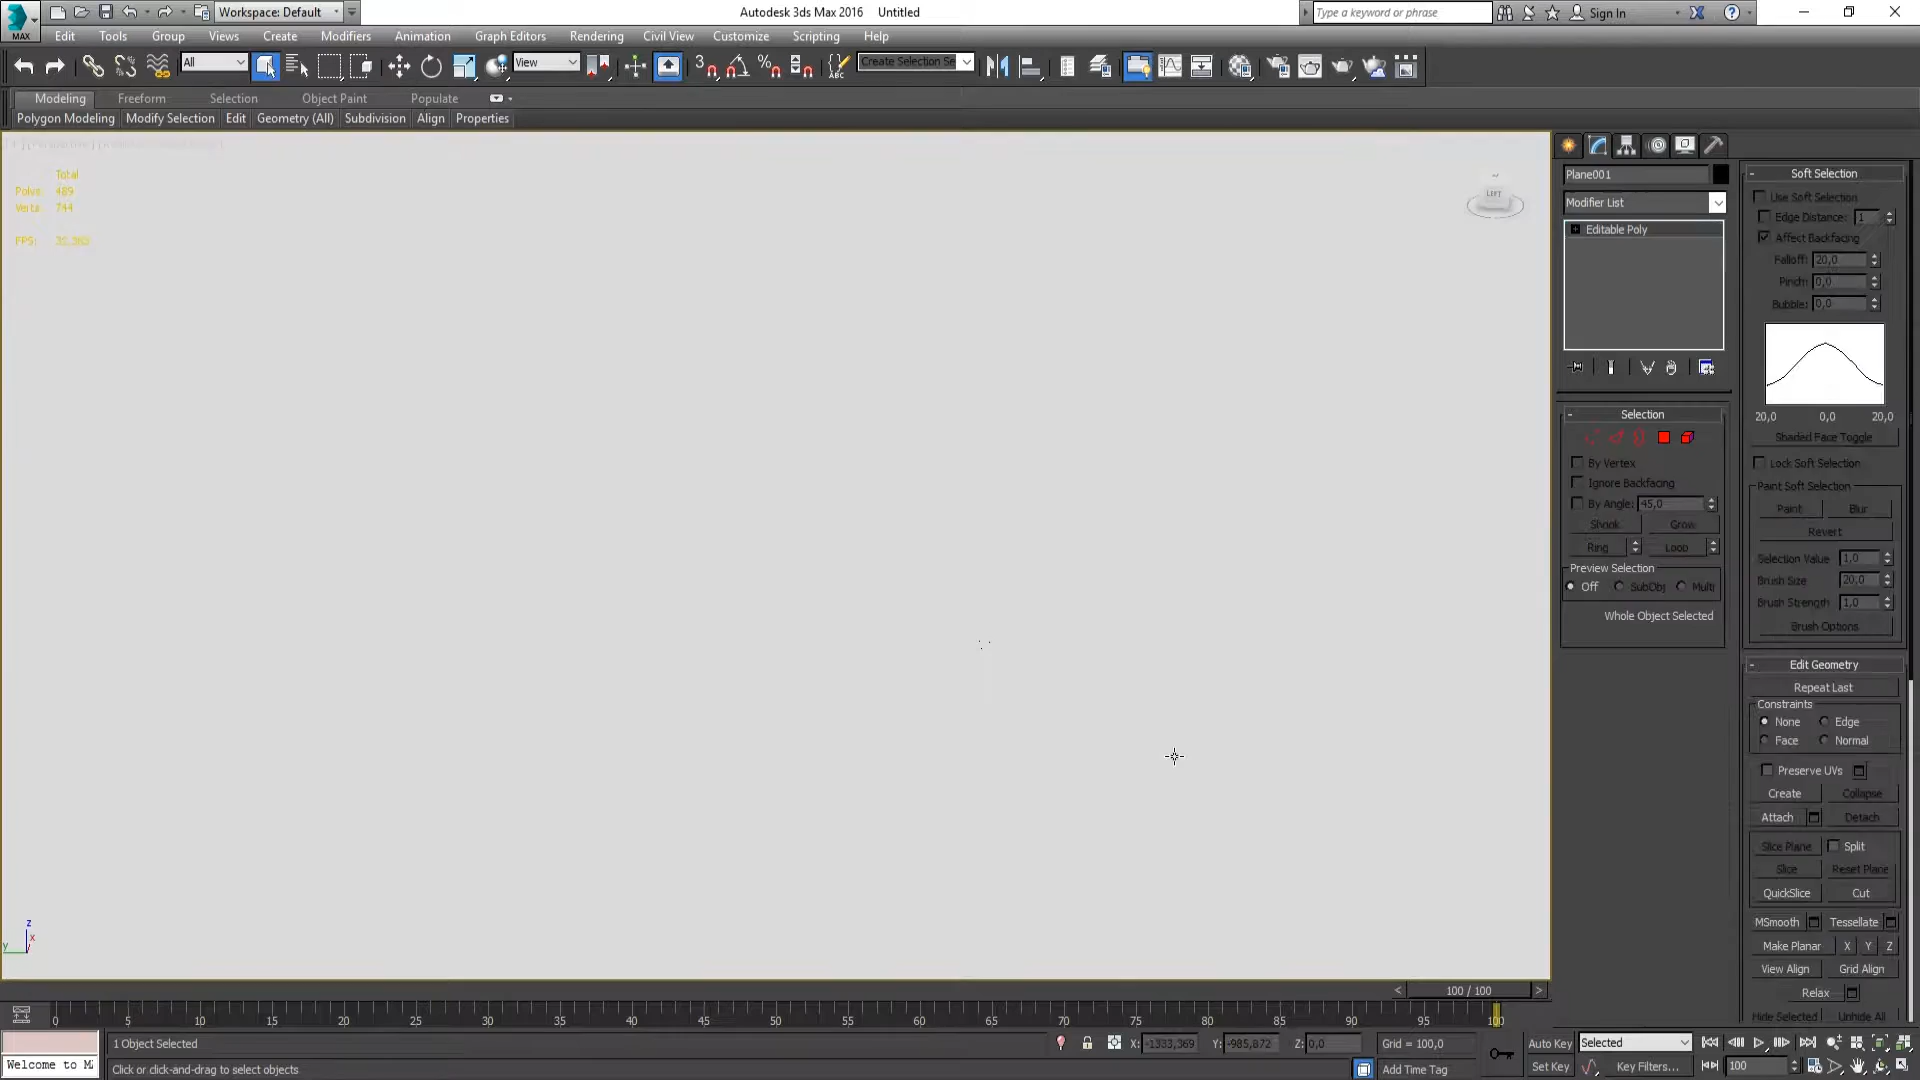 Workspace: Default
Autodesk 3ds Max 2016 Untitled
Type a keyword or phrase
Sign In
MAX
Edit Tools Group Views Create Modifiers Animation Graph Editors Rendering Civil View Customize Scripting Help
All
View
3
ABC
Create Selection Se
Modeling Freeform Selection Object Paint Populate
Polygon Modeling Modify Selection Edit Geometry (All) Subdivision Align Properties
Total
Polys: 489
Verts: 744
FPS:
LEFT
z
x
y
Plane001
Modifier List
Editable Poly
Selection
By Vertex
Ignore Backfacing
By Angle: 45,0
Shrink Grow
Ring Loop
Preview Selection
Off SubObj Multi
Whole Object Selected
Soft Selection
Use Soft Selection
Edge Distance: 1
Affect Backfacing
Falloff: 20,0
Pinch: 0,0
Bubble: 0,0
20,0 0,0 20,0
Shaded Face Toggle
Lock Soft Selection
Paint Soft Selection
Paint Blur
Revert
Selection Value 1,0
Brush Size 20,0
Brush Strength 1,0
Brush Options
Edit Geometry
Repeat Last
Constraints
None Edge
Face Normal
Preserve UVs
Create Collapse
Attach Detach
Slice Plane Split
Slice Reset Plane
QuickSlice Cut
MSmooth Tessellate
Make Planar X Y Z
View Align Grid Align
Relax
Hide Selected Unhide All
< 100 / 100 >
0 5 10 15 20 25 30 35 40 45 50 55 60 65 70 75 80 85 90 95 100
1 Object Selected
X: -1333,369 Y: -985,872 Z: 0,0 Grid = 100,0
Auto Key Selected
Welcome to M
Click or click-and-drag to select objects
Add Time Tag
Set Key Key Filters... 100